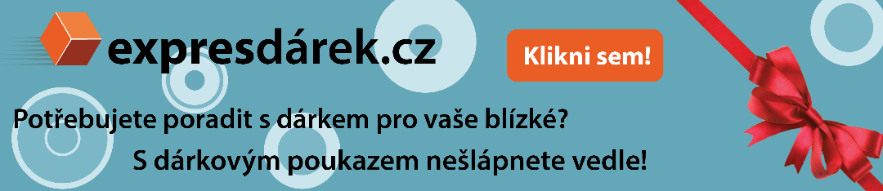 expresdárek.cz
Klikni sem!
Potřebujete poradit s dárkem pro vaše blízké?
S dárkovým poukazem nešlápnete vedle!